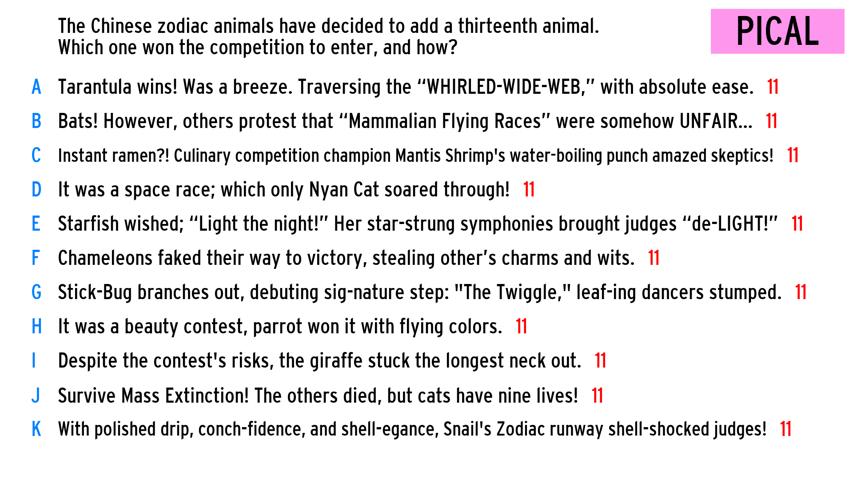 The Chinese zodiac animals have decided to add a thirteenth animal.
Which one won the competition to enter, and how?
PICAL
A Tarantula wins! Was a breeze. Traversing the “WHIRLED-WIDE-WEB,” with absolute ease. 11
B Bats! However, others protest that “Mammalian Flying Races” were somehow UNFAIR... 11
C Instant ramen?! Culinary competition champion Mantis Shrimp's water-boiling punch amazed skeptics! 11
D It was a space race; which only Nyan Cat soared through! 11
E Starfish wished; “Light the night!” Her star-strung symphonies brought judges “de-LIGHT!” 11
F Chameleons faked their way to victory, stealing other’s charms and wits. 11
G Stick-Bug branches out, debuting sig-nature step: "The Twiggle," leaf-ing dancers stumped. 11
H It was a beauty contest, parrot won it with flying colors. 11
I Despite the contest's risks, the giraffe stuck the longest neck out. 11
J Survive Mass Extinction! The others died, but cats have nine lives! 11
K With polished drip, conch-fidence, and shell-egance, Snail's Zodiac runway shell-shocked judges! 11